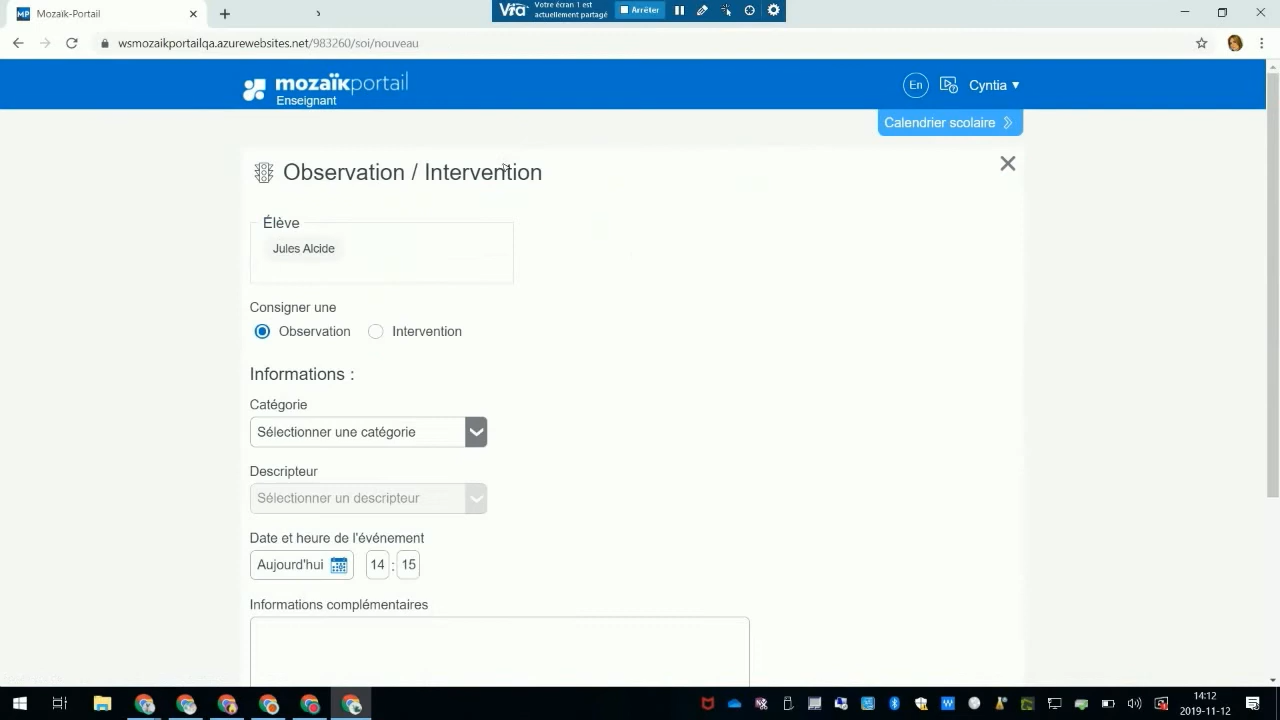 MP Mozaïk-Portail
Via Votre écran 1 est
actuellement partagé
Arrêter
wsmozaikportailqa.azurewebsites.net/983260/soi/nouveau
mozaïkportail
Enseignant
En
Cyntia
Calendrier scolaire
Observation / Intervention
Élève
Jules Alcide
Consigner une
Observation Intervention
Informations :
Catégorie
Sélectionner une catégorie
Descripteur
Sélectionner un descripteur
Date et heure de l'événement
Aujourd'hui 14 : 15
Informations complémentaires
14:12
2019-11-12